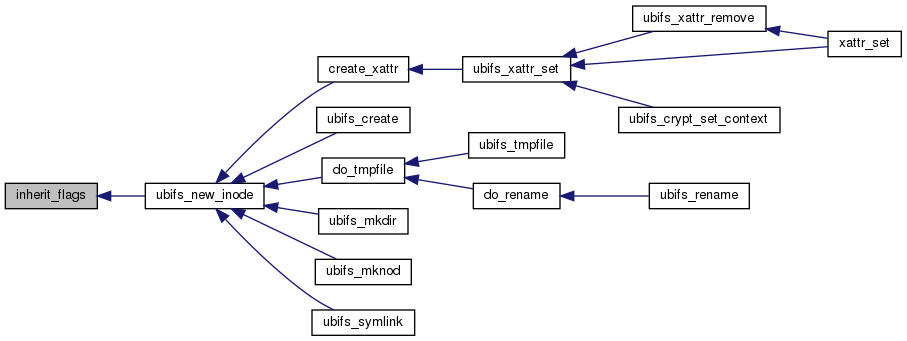 ubifs_xattr_remove
xattr_set
create_xattr
ubifs_xattr_set
ubifs_create
ubifs_crypt_set_context
ubifs_tmpfile
do_tmpfile
inherit_flags
ubifs_new_inode
do_rename
ubifs_rename
ubifs_mkdir
ubifs_mknod
ubifs_symlink